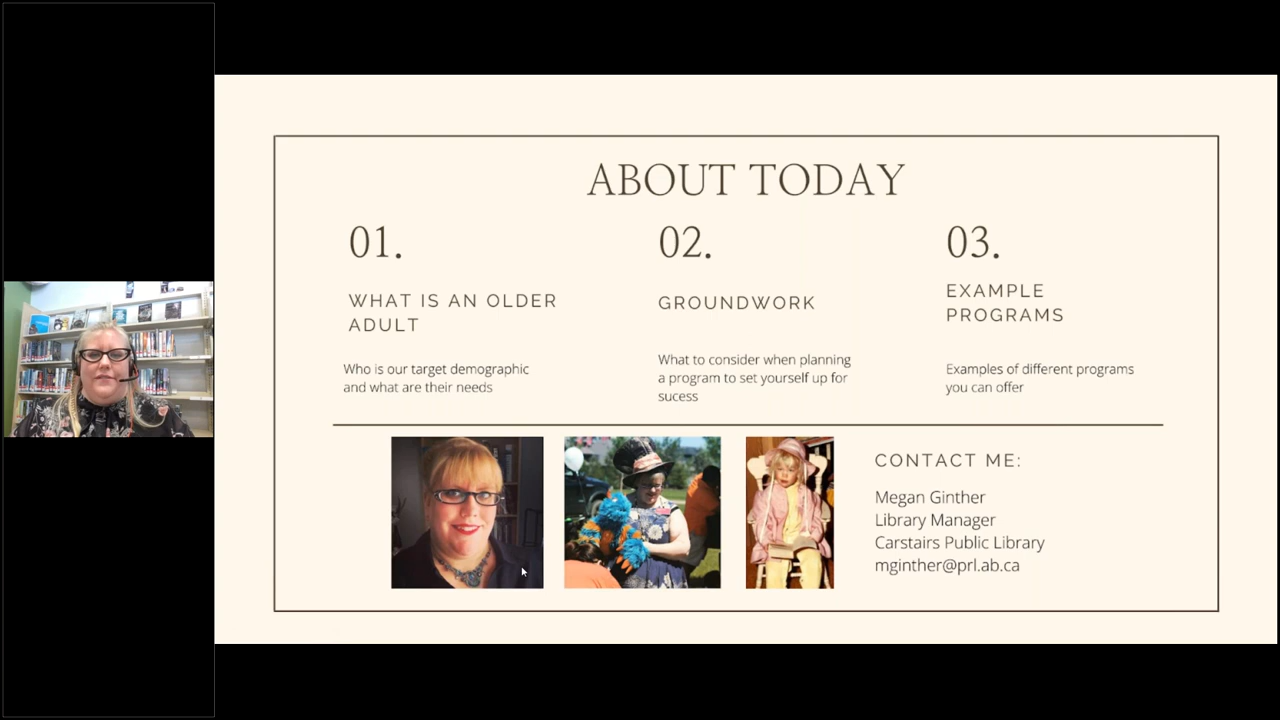 ABOUT TODAY
01.
WHAT IS AN OLDER
ADULT
Who is our target demographic
and what are their needs
02.
GROUNDWORK
What to consider when planning
a program to set yourself up for
sucess
03.
EXAMPLE
PROGRAMS
Examples of different programs
you can offer
CONTACT ME:
Megan Ginther
Library Manager
Carstairs Public Library
mginther@prl.ab.ca